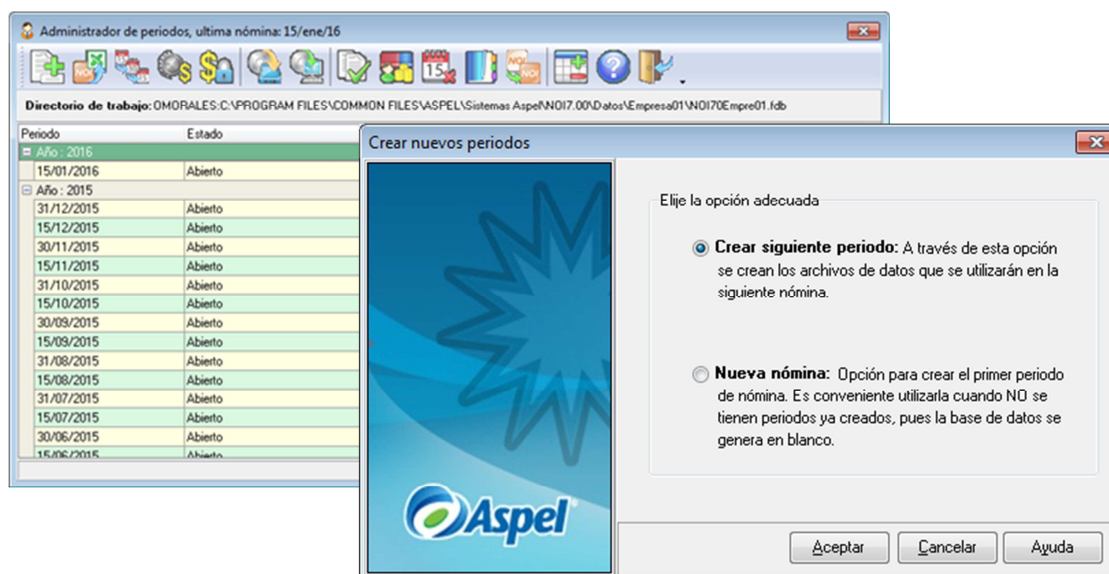 Administrador de periodos, ultima nómina: 15/ene/16
Directorio de trabajo: OMORALES:C:\PROGRAM FILES\COMMON FILES\ASPEL\Sistemas Aspel\NOI7.00\Datos\Empresa01\NOI70Empre01.fdb
Periodo Estado
Año : 2016
15/01/2016 Abierto
Año : 2015
31/12/2015 Abierto
15/12/2015 Abierto
30/11/2015 Abierto
15/11/2015 Abierto
31/10/2015 Abierto
15/10/2015 Abierto
30/09/2015 Abierto
15/09/2015 Abierto
31/08/2015 Abierto
15/08/2015 Abierto
31/07/2015 Abierto
15/07/2015 Abierto
30/06/2015 Abierto
15/06/2015 Abierto
Crear nuevos periodos
Elije la opción adecuada
Crear siguiente periodo: A través de esta opción
se crean los archivos de datos que se utilizarán en la
siguiente nómina.
Nueva nómina: Opción para crear el primer periodo
de nómina. Es conveniente utilizarla cuando NO se
tienen periodos ya creados, pues la base de datos se
genera en blanco.
Aspel
Aceptar Cancelar Ayuda